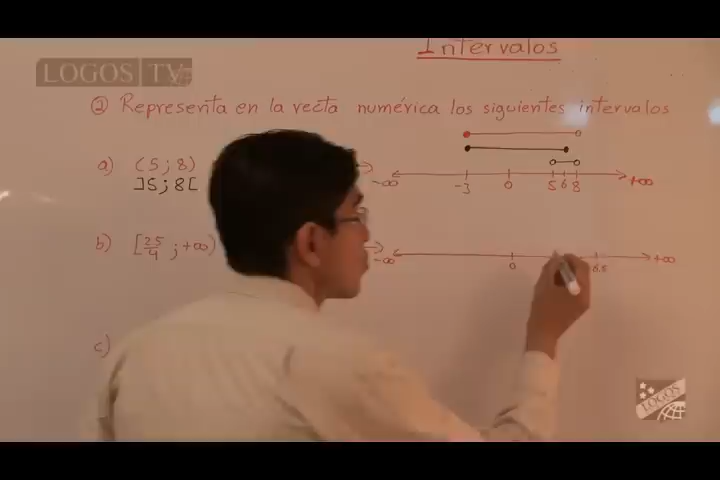 Intervalos
LOGOS TV
② Representa en la recta numérica los siguientes intervalos
a) (5 ; 8)
]5 ; 8[
-∞ -3 0 5 6 8 +∞
b) [25/4 ; +∞)
-∞ 0 6.5 +∞
c)
LOGOS